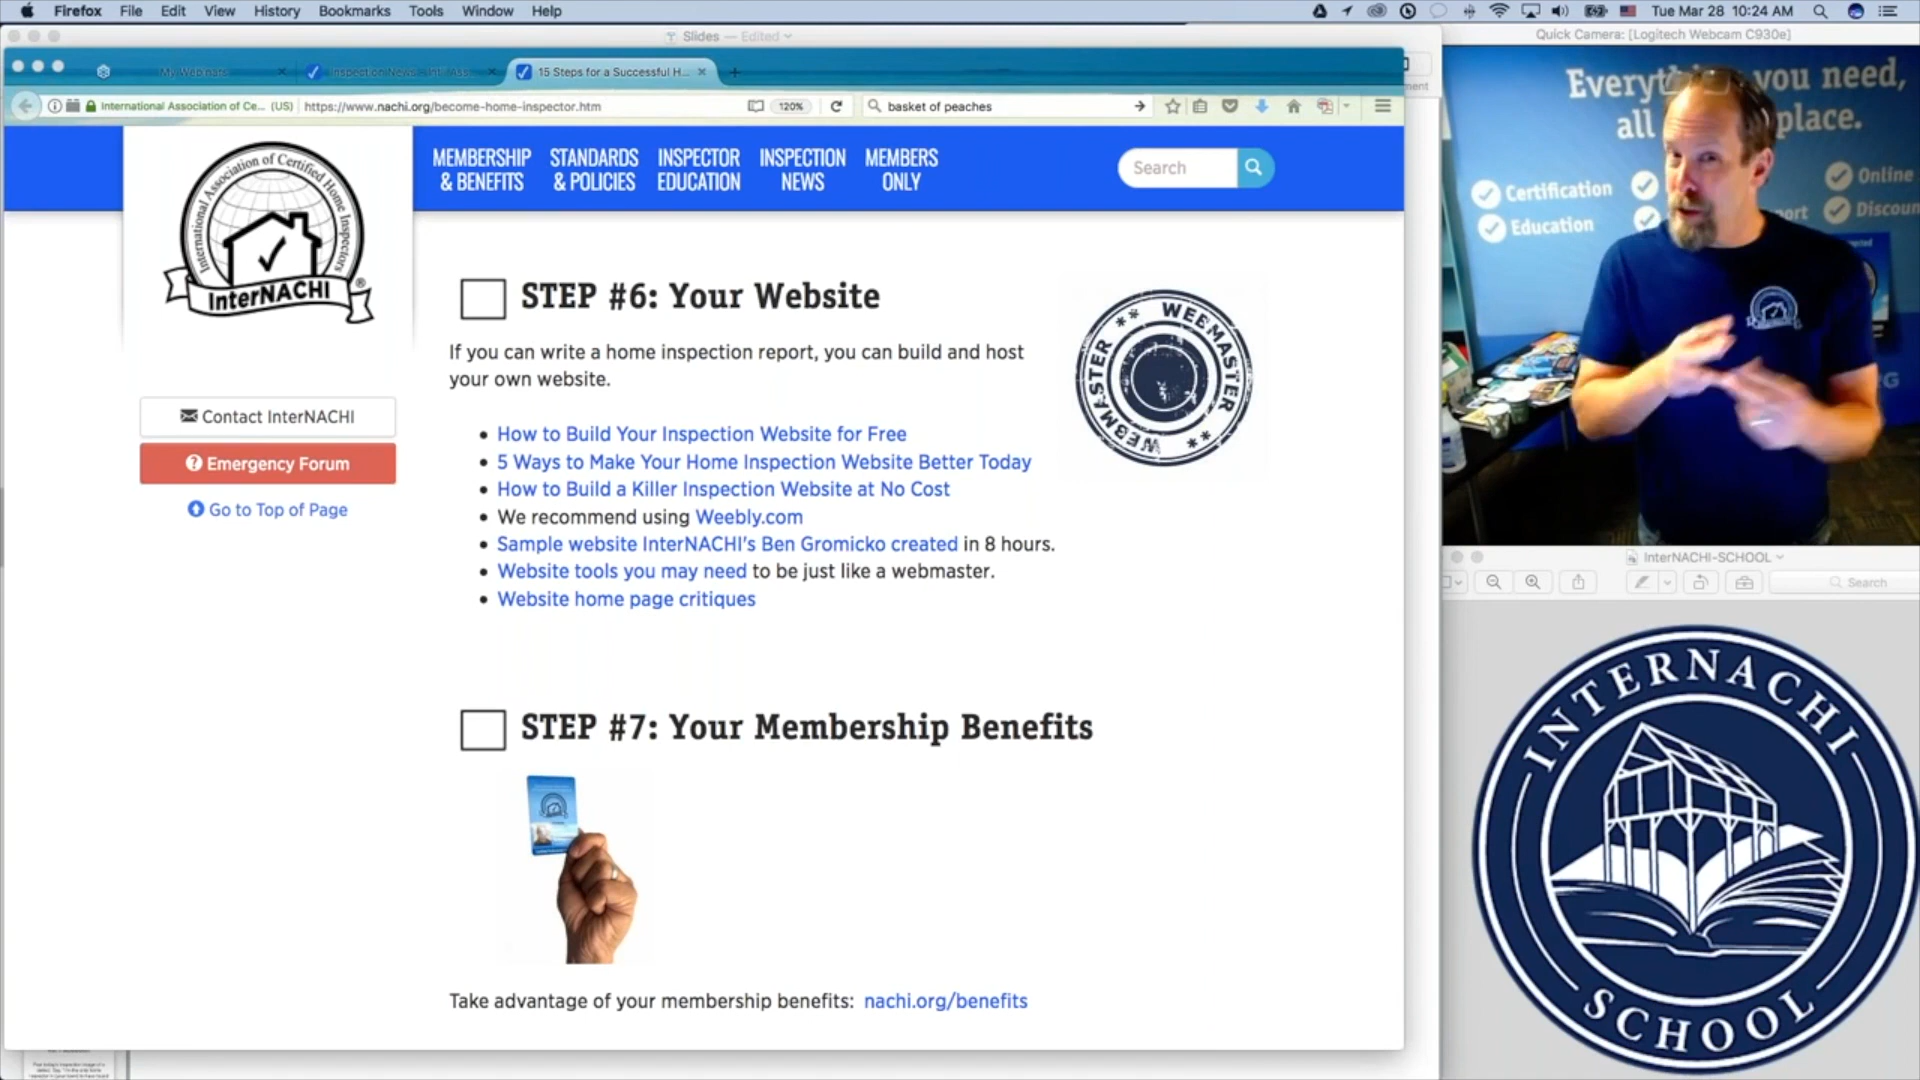 Firefox File Edit View History Bookmarks Tools Window Help
Tue Mar 28 10:24 AM
Slides — Edited
Quick Camera: [Logitech Webcam C930e]
My Webinars
Inspection News - Int'l Ass...
15 Steps for a Successful H...
International Association of Ce... (US)
https://www.nachi.org/become-home-inspector.htm
120%
basket of peaches
International Association of Certified Home Inspectors
InterNACHI®
MEMBERSHIP
& BENEFITS
STANDARDS
& POLICIES
INSPECTOR
EDUCATION
INSPECTION
NEWS
MEMBERS
ONLY
Search
Contact InterNACHI
Emergency Forum
Go to Top of Page
STEP #6: Your Website
If you can write a home inspection report, you can build and host
your own website.
How to Build Your Inspection Website for Free
5 Ways to Make Your Home Inspection Website Better Today
How to Build a Killer Inspection Website at No Cost
We recommend using Weebly.com
Sample website InterNACHI's Ben Gromicko created in 8 hours.
Website tools you may need to be just like a webmaster.
Website home page critiques
** WEBMASTER ** WEBMASTER
STEP #7: Your Membership Benefits
Take advantage of your membership benefits: nachi.org/benefits
you need,
all place.
Certification
Education
Online
InterNACHI-SCHOOL
Search
INTERNACHI
SCHOOL